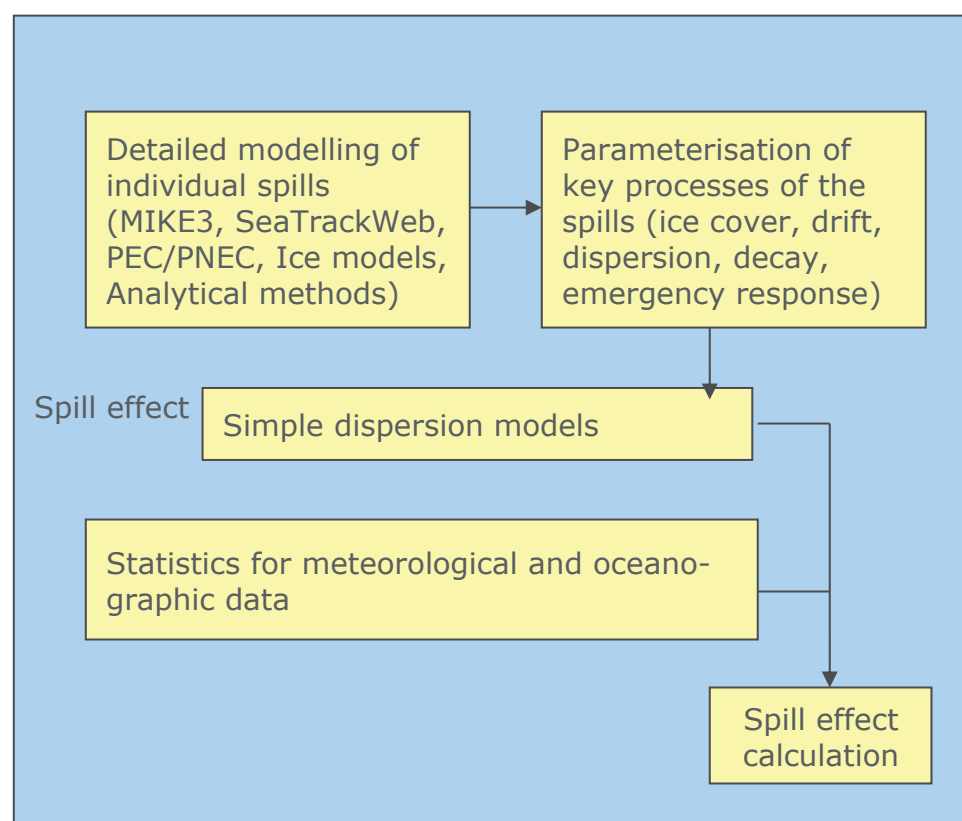 Detailed modelling of
individual spills
(MIKE3, SeaTrackWeb,
PEC/PNEC, Ice models,
Analytical methods)
Parameterisation of
key processes of the
spills (ice cover, drift,
dispersion, decay,
emergency response)
Spill effect
Simple dispersion models
Statistics for meteorological and oceano-
graphic data
Spill effect
calculation